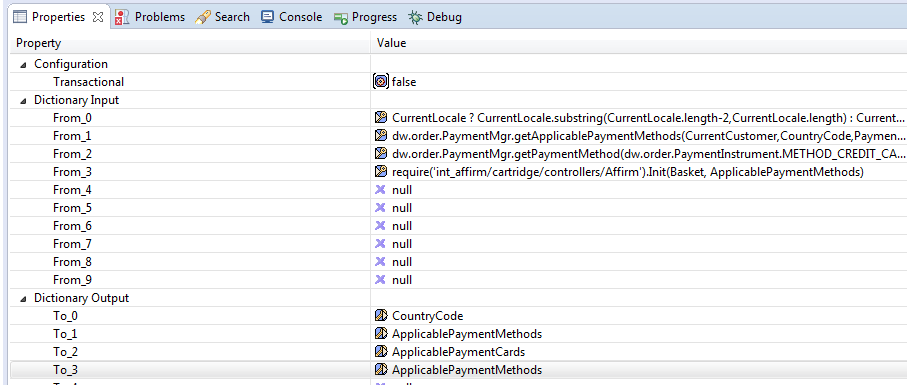 Properties Problems Search Console Progress Debug
Property Value
Configuration
Transactional false
Dictionary Input
From_0 CurrentLocale ? CurrentLocale.substring(CurrentLocale.length-2,CurrentLocale.length) : Current...
From_1 dw.order.PaymentMgr.getApplicablePaymentMethods(CurrentCustomer,CountryCode,Paymen...
From_2 dw.order.PaymentMgr.getPaymentMethod(dw.order.PaymentInstrument.METHOD_CREDIT_CA...
From_3 require('int_affirm/cartridge/controllers/Affirm').Init(Basket, ApplicablePaymentMethods)
From_4 null
From_5 null
From_6 null
From_7 null
From_8 null
From_9 null
Dictionary Output
To_0 CountryCode
To_1 ApplicablePaymentMethods
To_2 ApplicablePaymentCards
To_3 ApplicablePaymentMethods